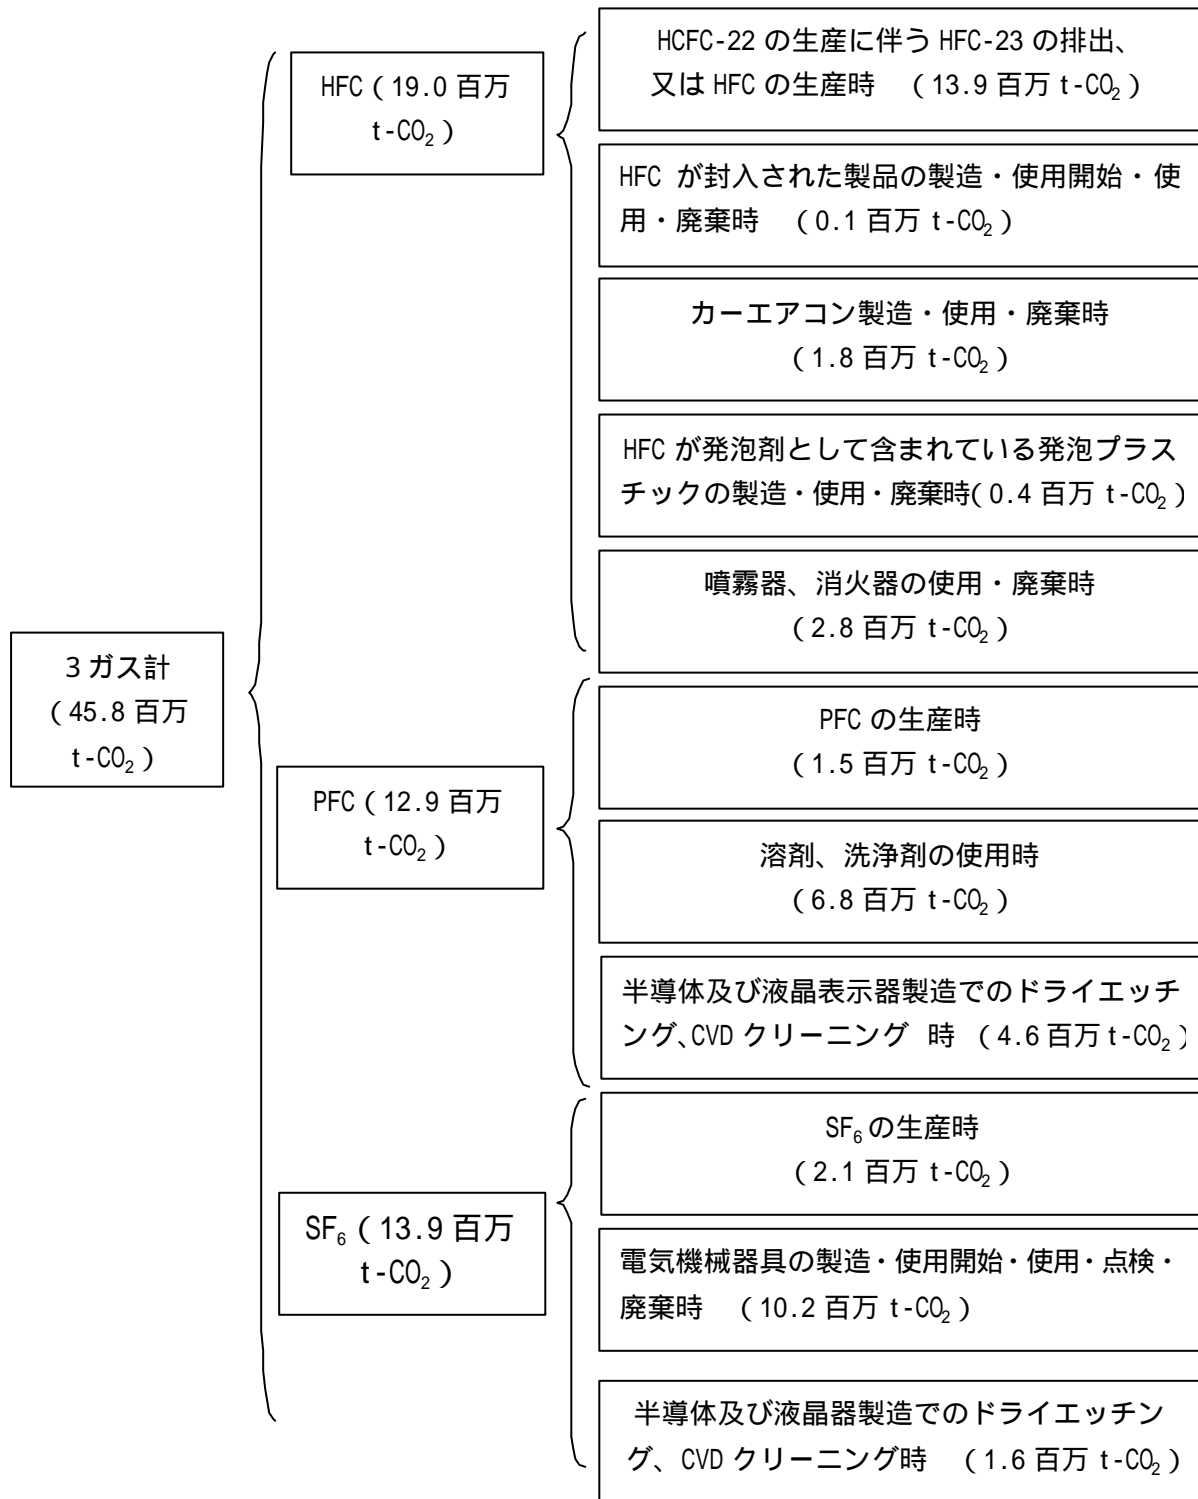 3 ガス計
（45.8 百万
t-CO₂）
HFC（19.0 百万
t-CO₂）
HCFC-22 の生産に伴う HFC-23 の排出、
又は HFC の生産時　（13.9 百万 t-CO₂）
HFC が封入された製品の製造・使用開始・使
用・廃棄時　（0.1 百万 t-CO₂）
カーエアコン製造・使用・廃棄時
（1.8 百万 t-CO₂）
HFC が発泡剤として含まれている発泡プラス
チックの製造・使用・廃棄時（0.4 百万 t-CO₂）
噴霧器、消火器の使用・廃棄時
（2.8 百万 t-CO₂）
PFC（12.9 百万
t-CO₂）
PFC の生産時
（1.5 百万 t-CO₂）
溶剤、洗浄剤の使用時
（6.8 百万 t-CO₂）
半導体及び液晶表示器製造でのドライエッチ
ング、CVD クリーニング 時　（4.6 百万 t-CO₂）
SF₆（13.9 百万
t-CO₂）
SF₆ の生産時
（2.1 百万 t-CO₂）
電気機械器具の製造・使用開始・使用・点検・
廃棄時　（10.2 百万 t-CO₂）
半導体及び液晶器製造でのドライエッチン
グ、CVD クリーニング時　（1.6 百万 t-CO₂）